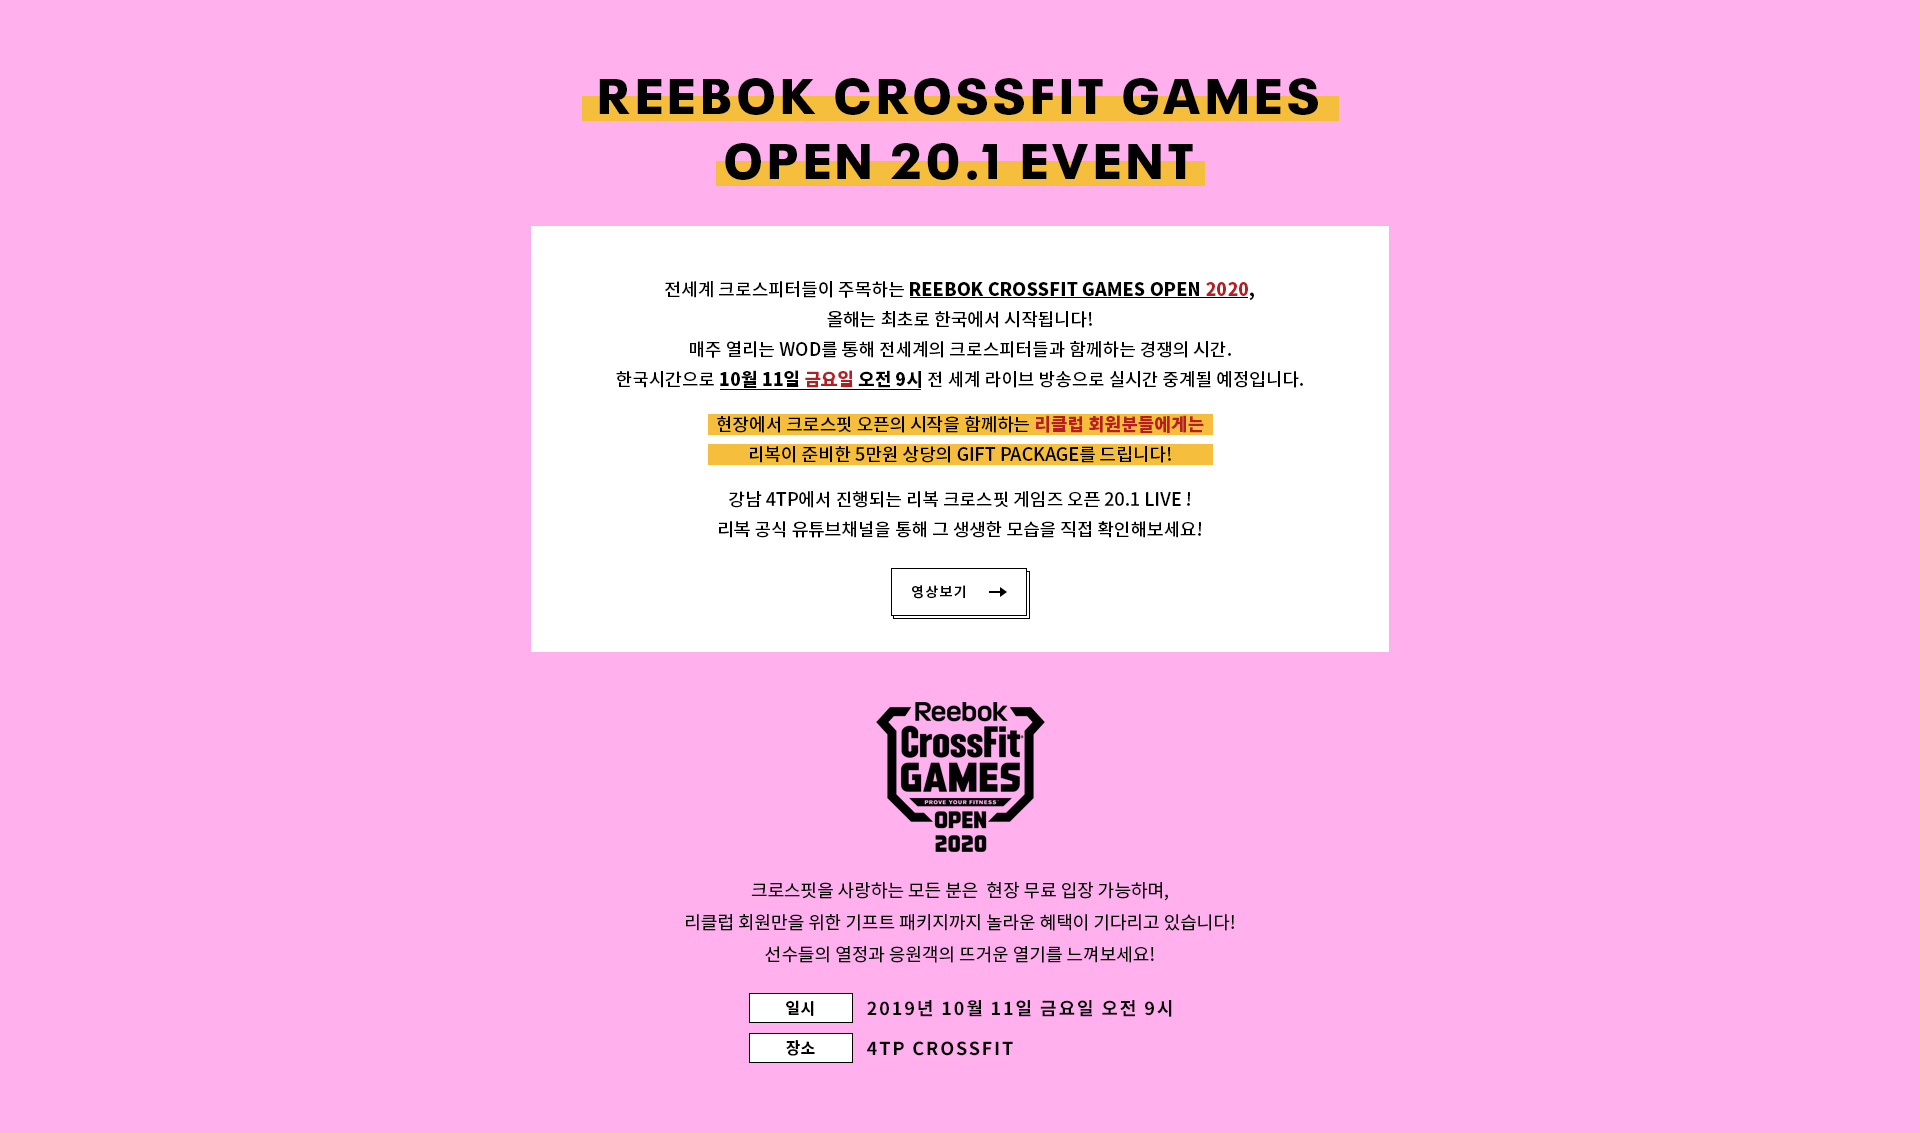 REEBOK CROSSFIT GAMES
OPEN 20.1 EVENT
전세계 크로스피터들이 주목하는 REEBOK CROSSFIT GAMES OPEN 2020,
올해는 최초로 한국에서 시작됩니다!
매주 열리는 WOD를 통해 전세계의 크로스피터들과 함께하는 경쟁의 시간.
한국시간으로 10월 11일 금요일 오전 9시 전 세계 라이브 방송으로 실시간 중계될 예정입니다.
현장에서 크로스핏 오픈의 시작을 함께하는 리클럽 회원분들에게는
리복이 준비한 5만원 상당의 GIFT PACKAGE를 드립니다!
강남 4TP에서 진행되는 리복 크로스핏 게임즈 오픈 20.1 LIVE !
리복 공식 유튜브채널을 통해 그 생생한 모습을 직접 확인해보세요!
영상보기
Reebok
CrossFit
GAMES
PROVE YOUR FITNESS
OPEN
2020
크로스핏을 사랑하는 모든 분은 현장 무료 입장 가능하며,
리클럽 회원만을 위한 기프트 패키지까지 놀라운 혜택이 기다리고 있습니다!
선수들의 열정과 응원객의 뜨거운 열기를 느껴보세요!
일시 2019년 10월 11일 금요일 오전 9시
장소 4TP CROSSFIT